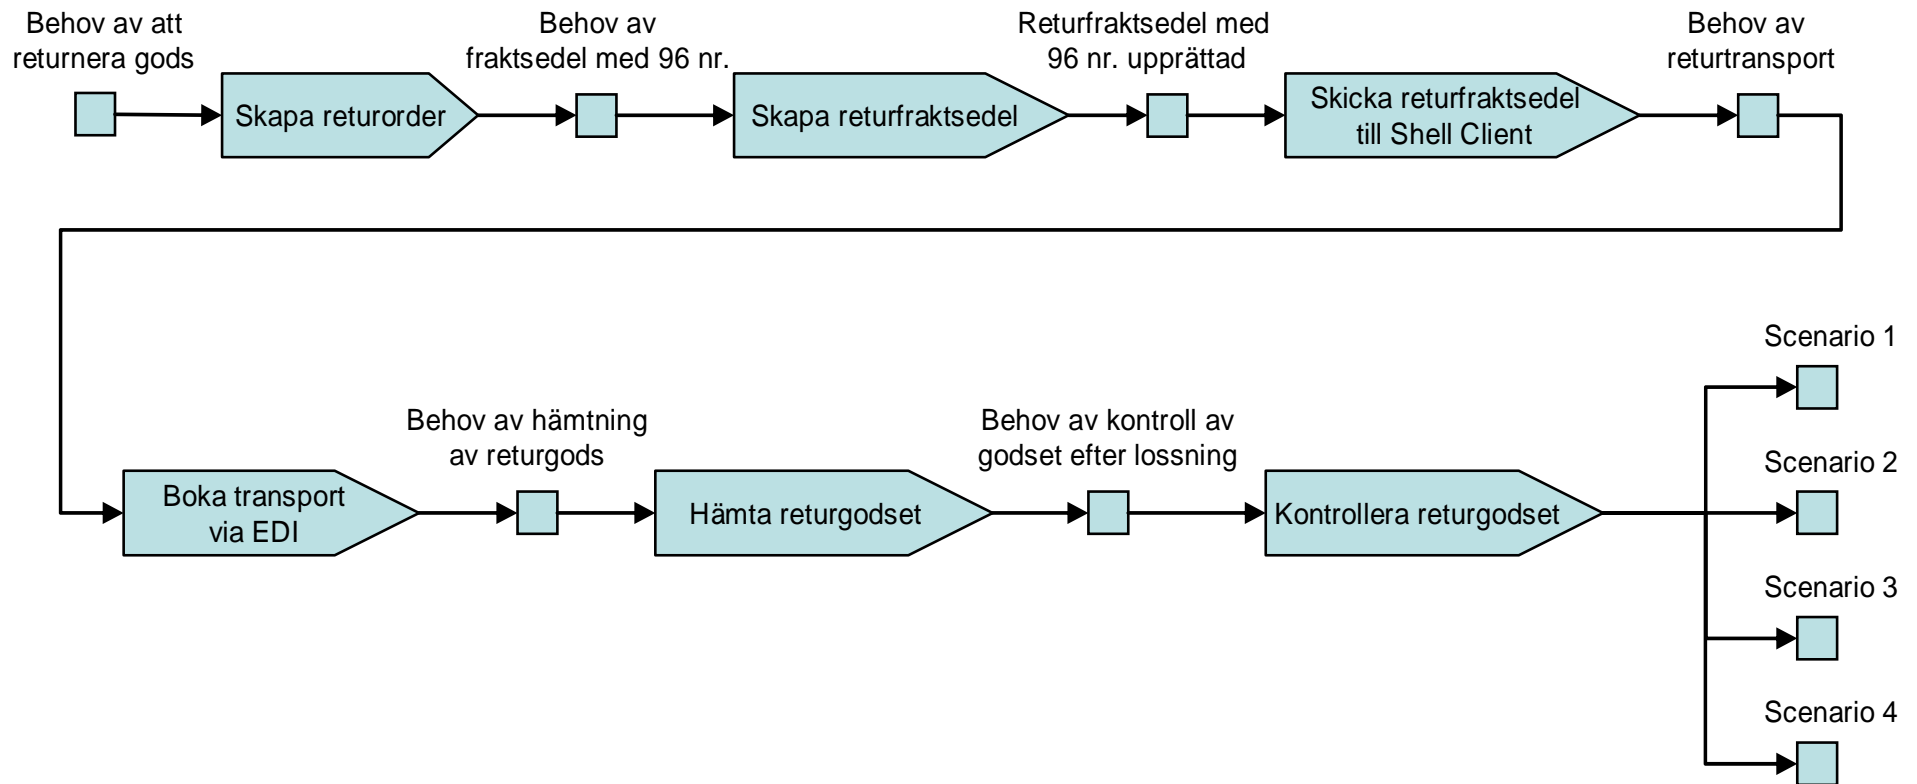 Behov av att
returnera gods
Behov av
fraktsedel med 96 nr.
Returfraktsedel med
96 nr. upprättad
Behov av
returtransport
Skapa returorder
Skapa returfraktsedel
Skicka returfraktsedel
till Shell Client
Scenario 1
Behov av hämtning
av returgods
Behov av kontroll av
godset efter lossning
Scenario 2
Boka transport
via EDI
Hämta returgodset
Kontrollera returgodset
Scenario 3
Scenario 4